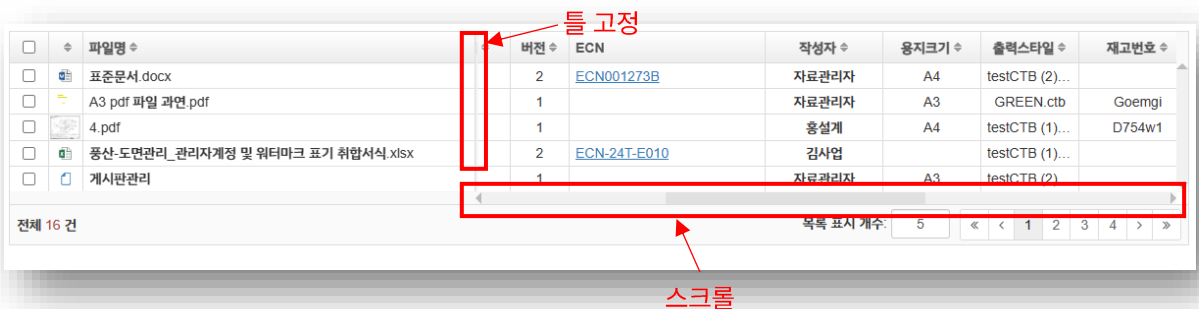 틀 고정
파일명 버전 ECN 작성자 용지크기 출력스타일 재고번호
표준문서.docx 2 ECN001273B 자료관리자 A4 testCTB (2)...
A3 pdf 파일 과연.pdf 1 자료관리자 A3 GREEN.ctb Goemgi
4.pdf 1 홍설계 A4 testCTB (1)... D754w1
풍산-도면관리_관리자계정 및 워터마크 표기 취합서식.xlsx 2 ECN-24T-E010 김사업 testCTB (1)...
게시판관리 1 자료관리자 A3 testCTB (2)...
전체 16 건 목록 표시 개수: 5 « < 1 2 3 4 > »
스크롤